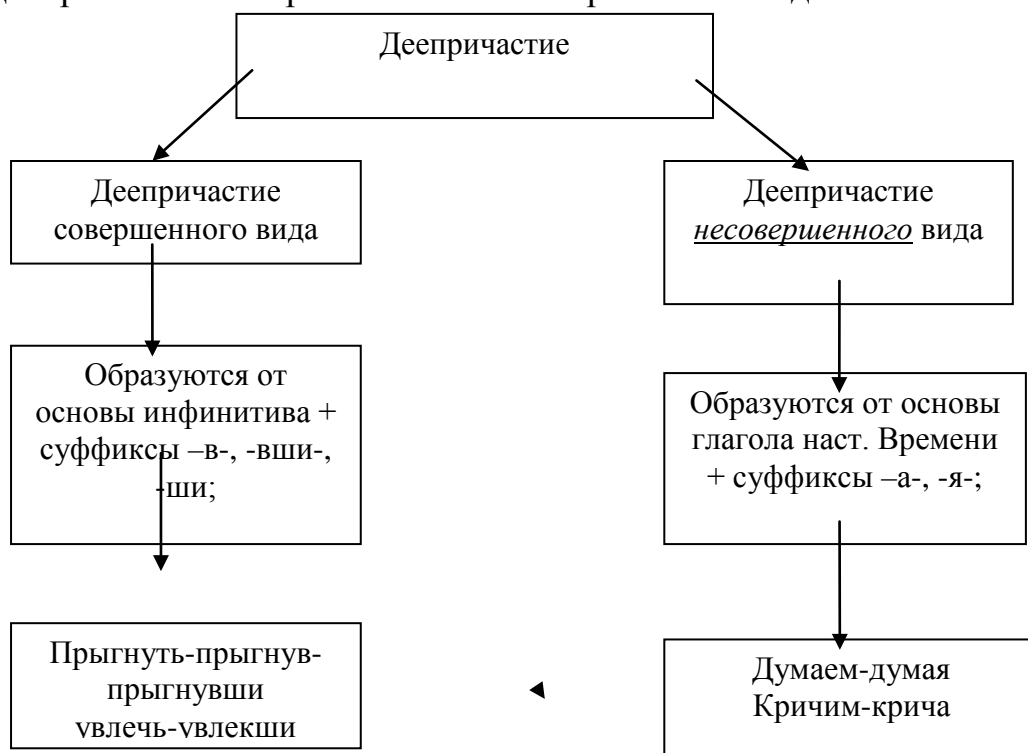 Деепричастие
Деепричастие
совершенного вида
Деепричастие
несовершенного вида
Образуются от
основы инфинитива +
суффиксы –в-, -вши-,
-ши;
Образуются от основы
глагола наст. Времени
+ суффиксы –а-, -я-;
Прыгнуть-прыгнув-
прыгнувши
увлечь-увлекши
Думаем-думая
Кричим-крича